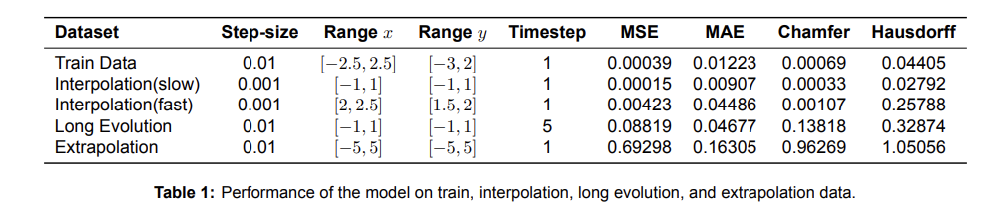 Dataset Step-size Range x Range y Timestep MSE MAE Chamfer Hausdorff
Train Data 0.01 [−2.5, 2.5] [−3, 2] 1 0.00039 0.01223 0.00069 0.04405
Interpolation(slow) 0.001 [−1, 1] [−1, 1] 1 0.00015 0.00907 0.00033 0.02792
Interpolation(fast) 0.001 [2, 2.5] [1.5, 2] 1 0.00423 0.04486 0.00107 0.25788
Long Evolution 0.01 [−1, 1] [−1, 1] 5 0.08819 0.04677 0.13818 0.32874
Extrapolation 0.01 [−5, 5] [−5, 5] 1 0.69298 0.16305 0.96269 1.05056
Table 1: Performance of the model on train, interpolation, long evolution, and extrapolation data.